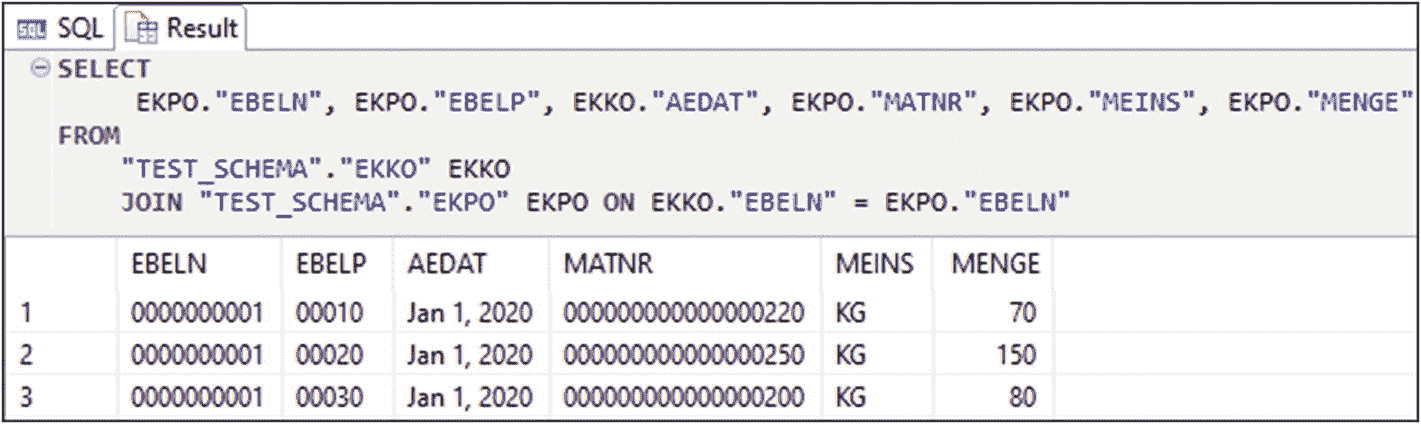 SQL Result
SELECT
EKPO."EBELN", EKPO."EBELP", EKKO."AEDAT", EKPO."MATNR", EKPO."MEINS", EKPO."MENGE"
FROM
"TEST_SCHEMA"."EKKO" EKKO
JOIN "TEST_SCHEMA"."EKPO" EKPO ON EKKO."EBELN" = EKPO."EBELN"
EBELN EBELP AEDAT MATNR MEINS MENGE
1 0000000001 00010 Jan 1, 2020 000000000000000220 KG 70
2 0000000001 00020 Jan 1, 2020 000000000000000250 KG 150
3 0000000001 00030 Jan 1, 2020 000000000000000200 KG 80